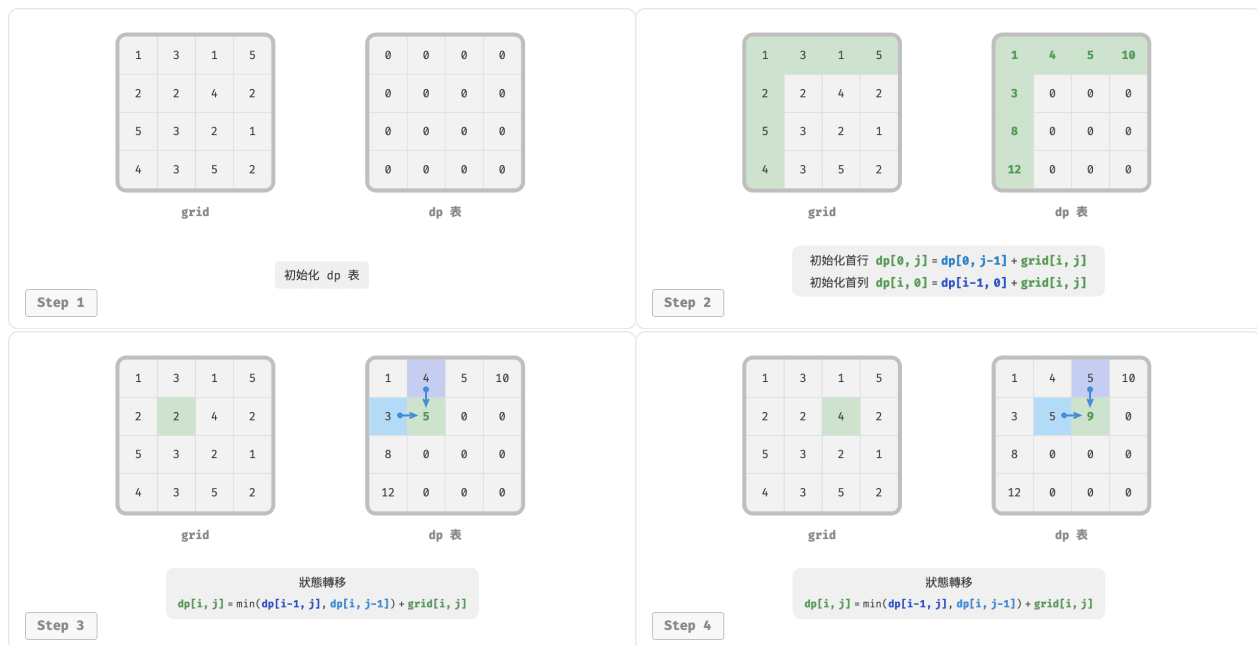 1 3 1 5
2 2 4 2
5 3 2 1
4 3 5 2
grid
0 0 0 0
0 0 0 0
0 0 0 0
0 0 0 0
dp 表
初始化 dp 表
Step 1
1 3 1 5
2 2 4 2
5 3 2 1
4 3 5 2
grid
1 4 5 10
3 0 0 0
8 0 0 0
12 0 0 0
dp 表
初始化首行 dp[0, j] = dp[0, j-1] + grid[i, j]
初始化首列 dp[i, 0] = dp[i-1, 0] + grid[i, j]
Step 2
1 3 1 5
2 2 4 2
5 3 2 1
4 3 5 2
grid
1 4 5 10
3 5 0 0
8 0 0 0
12 0 0 0
dp 表
狀態轉移
dp[i, j] = min(dp[i-1, j], dp[i, j-1]) + grid[i, j]
Step 3
1 3 1 5
2 2 4 2
5 3 2 1
4 3 5 2
grid
1 4 5 10
3 5 9 0
8 0 0 0
12 0 0 0
dp 表
狀態轉移
dp[i, j] = min(dp[i-1, j], dp[i, j-1]) + grid[i, j]
Step 4